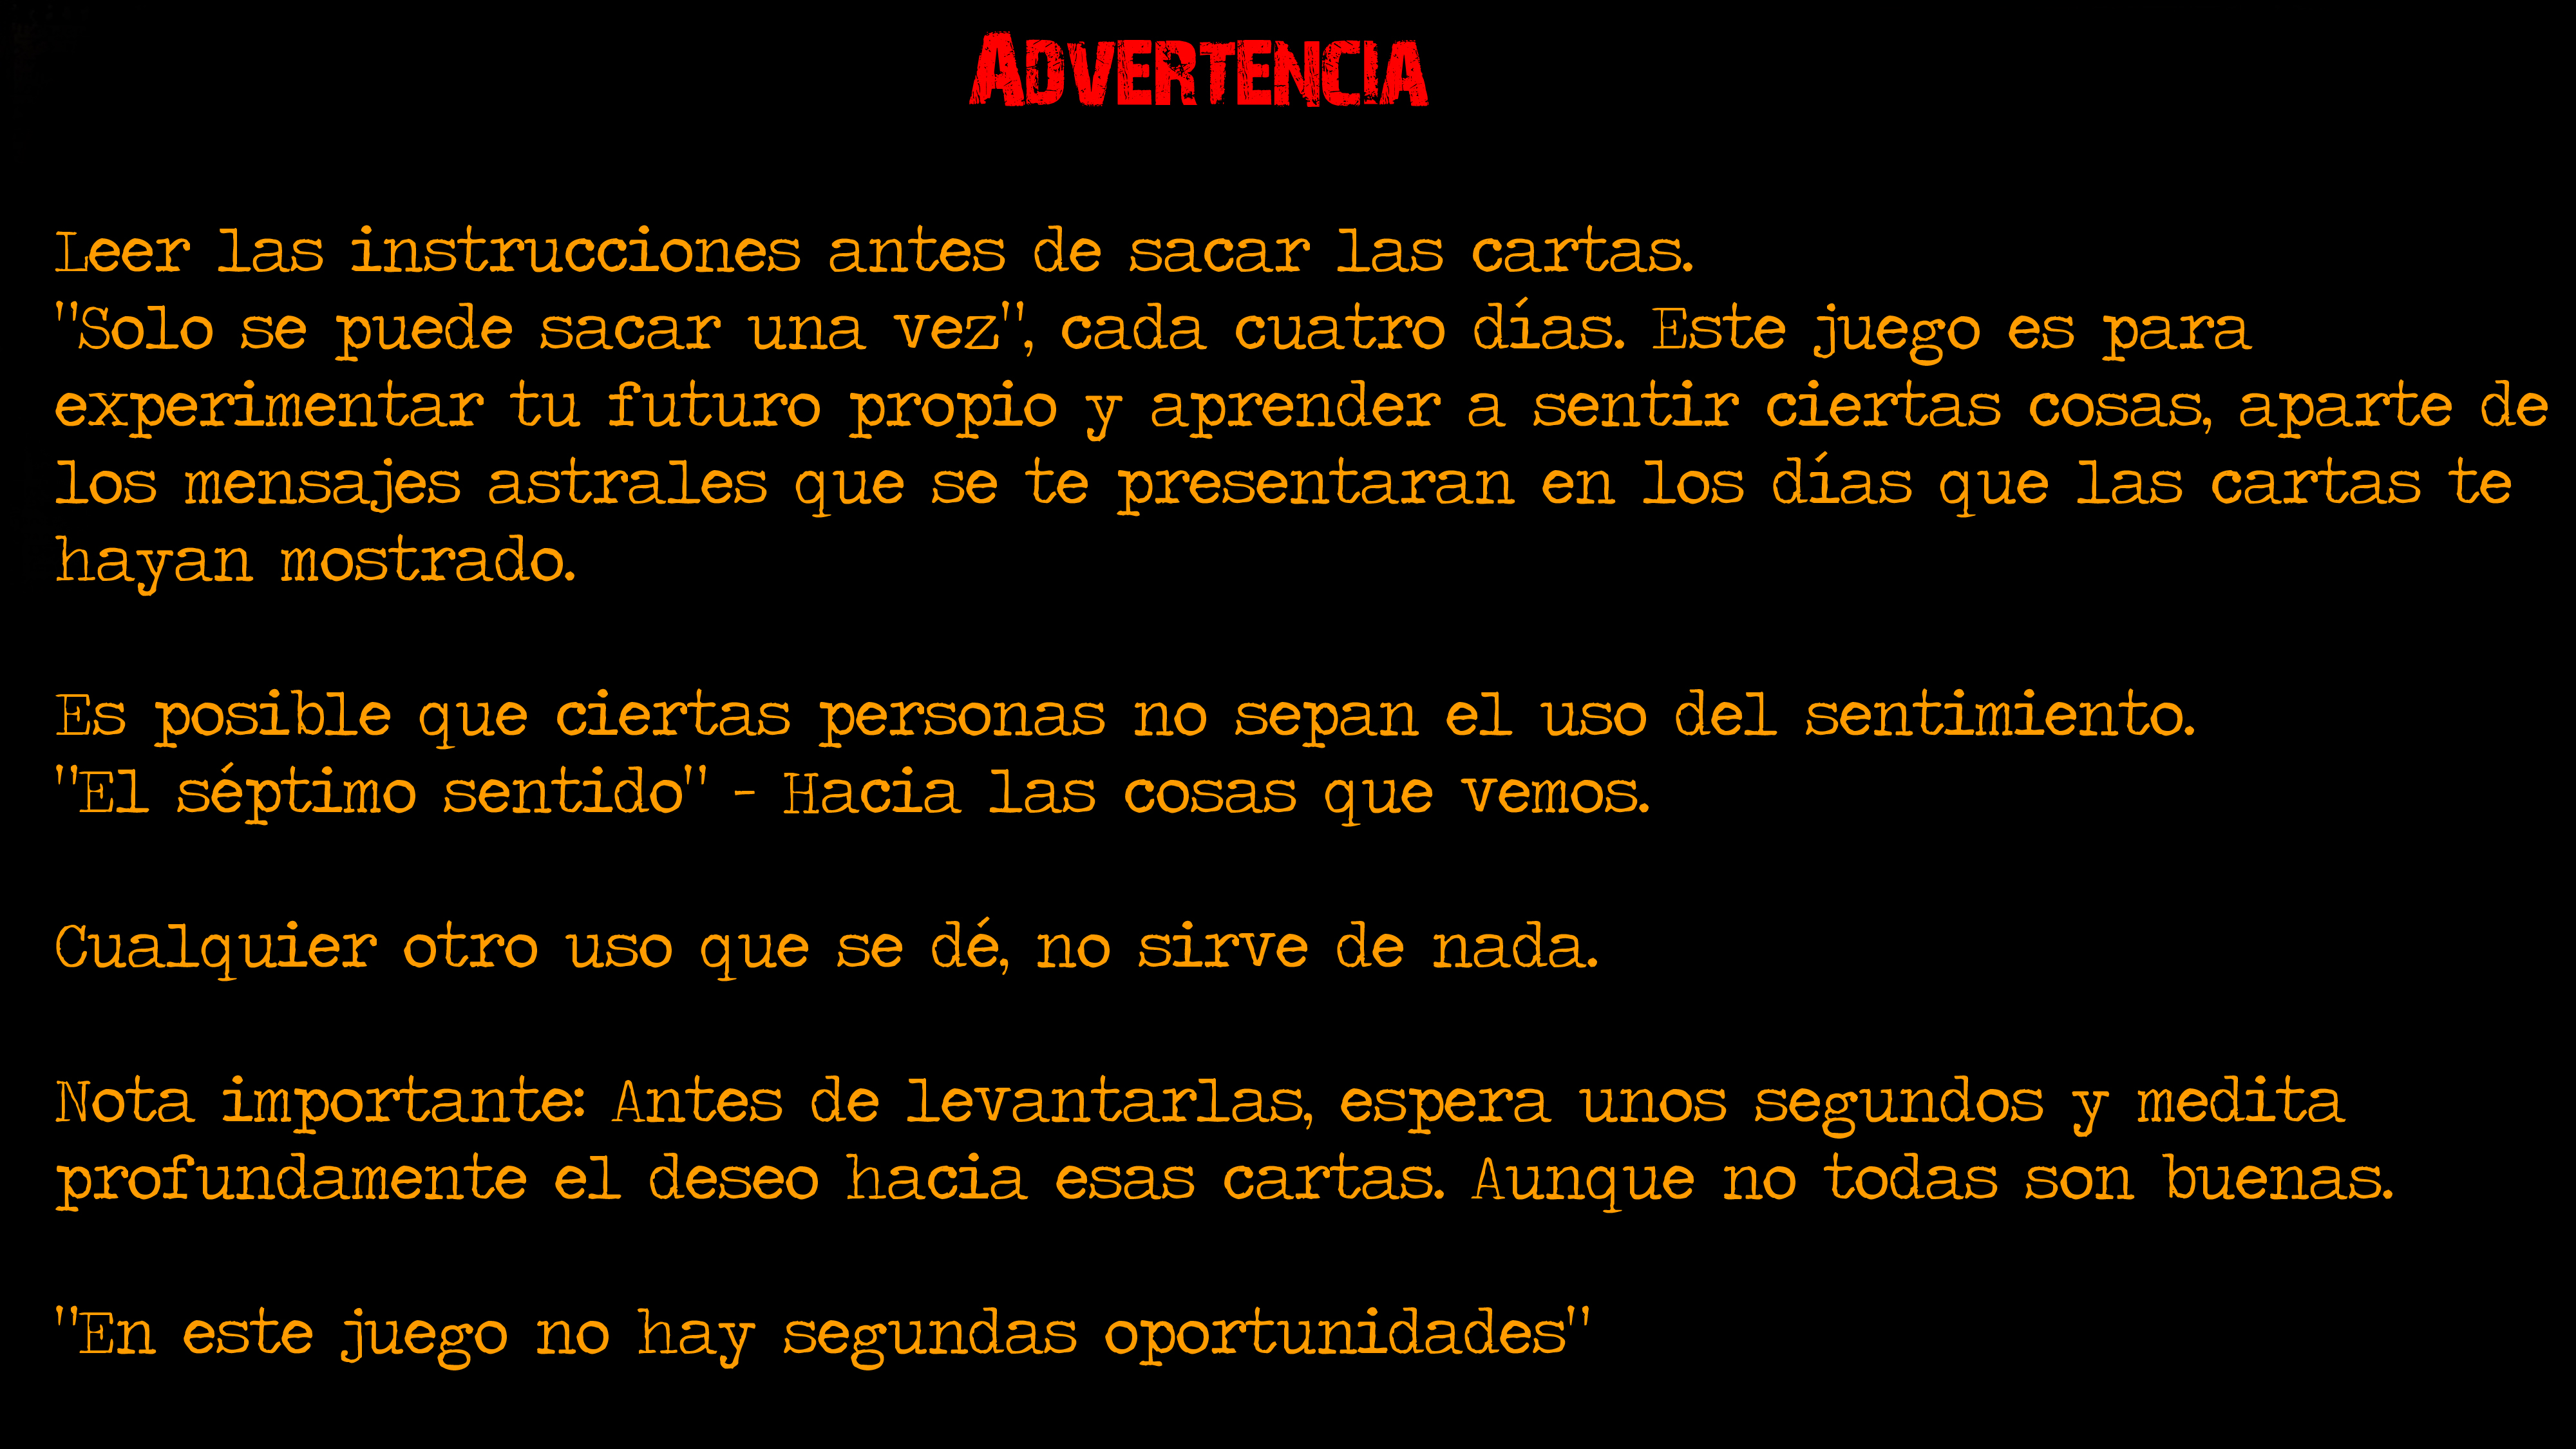 ADVERTENCIA
Leer las instrucciones antes de sacar las cartas.
"Solo se puede sacar una vez", cada cuatro días. Este juego es para
experimentar tu futuro propio y aprender a sentir ciertas cosas, aparte de
los mensajes astrales que se te presentaran en los días que las cartas te
hayan mostrado.
Es posible que ciertas personas no sepan el uso del sentimiento.
"El séptimo sentido" - Hacia las cosas que vemos.
Cualquier otro uso que se dé, no sirve de nada.
Nota importante: Antes de levantarlas, espera unos segundos y medita
profundamente el deseo hacia esas cartas. Aunque no todas son buenas.
"En este juego no hay segundas oportunidades"